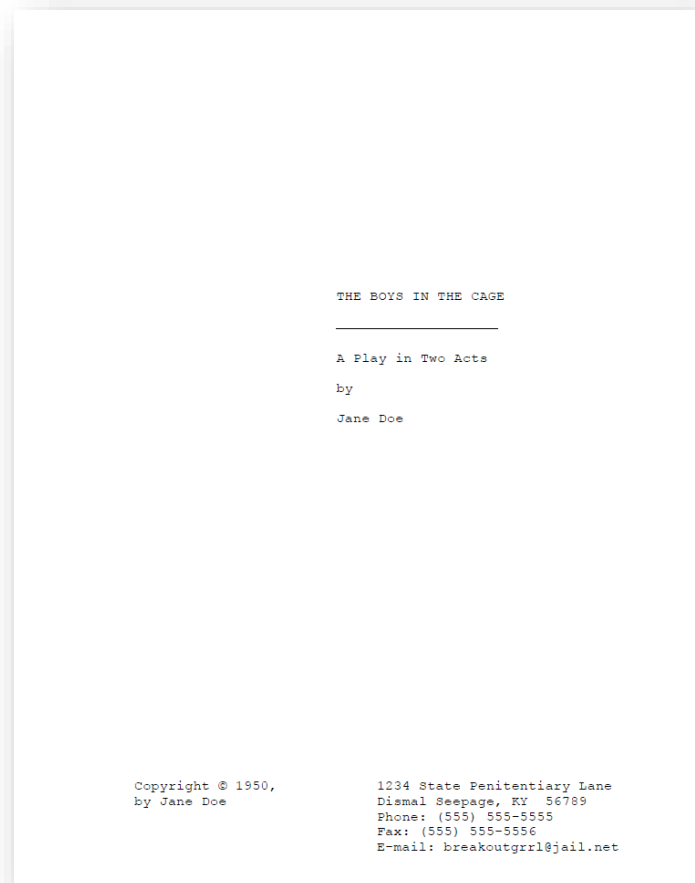 THE BOYS IN THE CAGE
A Play in Two Acts
by
Jane Doe
Copyright © 1950,
by Jane Doe
1234 State Penitentiary Lane
Dismal Seepage, KY  56789
Phone: (555) 555-5555
Fax: (555) 555-5556
E-mail: breakoutgrrl@jail.net